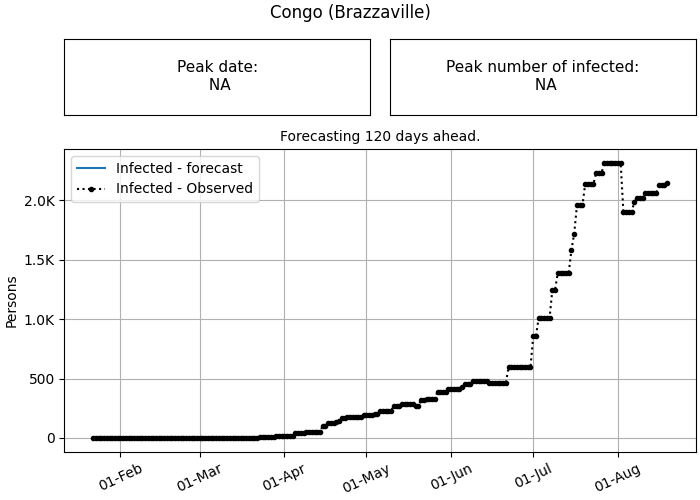 Congo (Brazzaville)
Peak date:
NA
Peak number of infected:
NA
Forecasting 120 days ahead.
Infected - forecast
Infected - Observed
Persons
2.0K
1.5K
1.0K
500
0
01-Feb
01-Mar
01-Apr
01-May
01-Jun
01-Jul
01-Aug